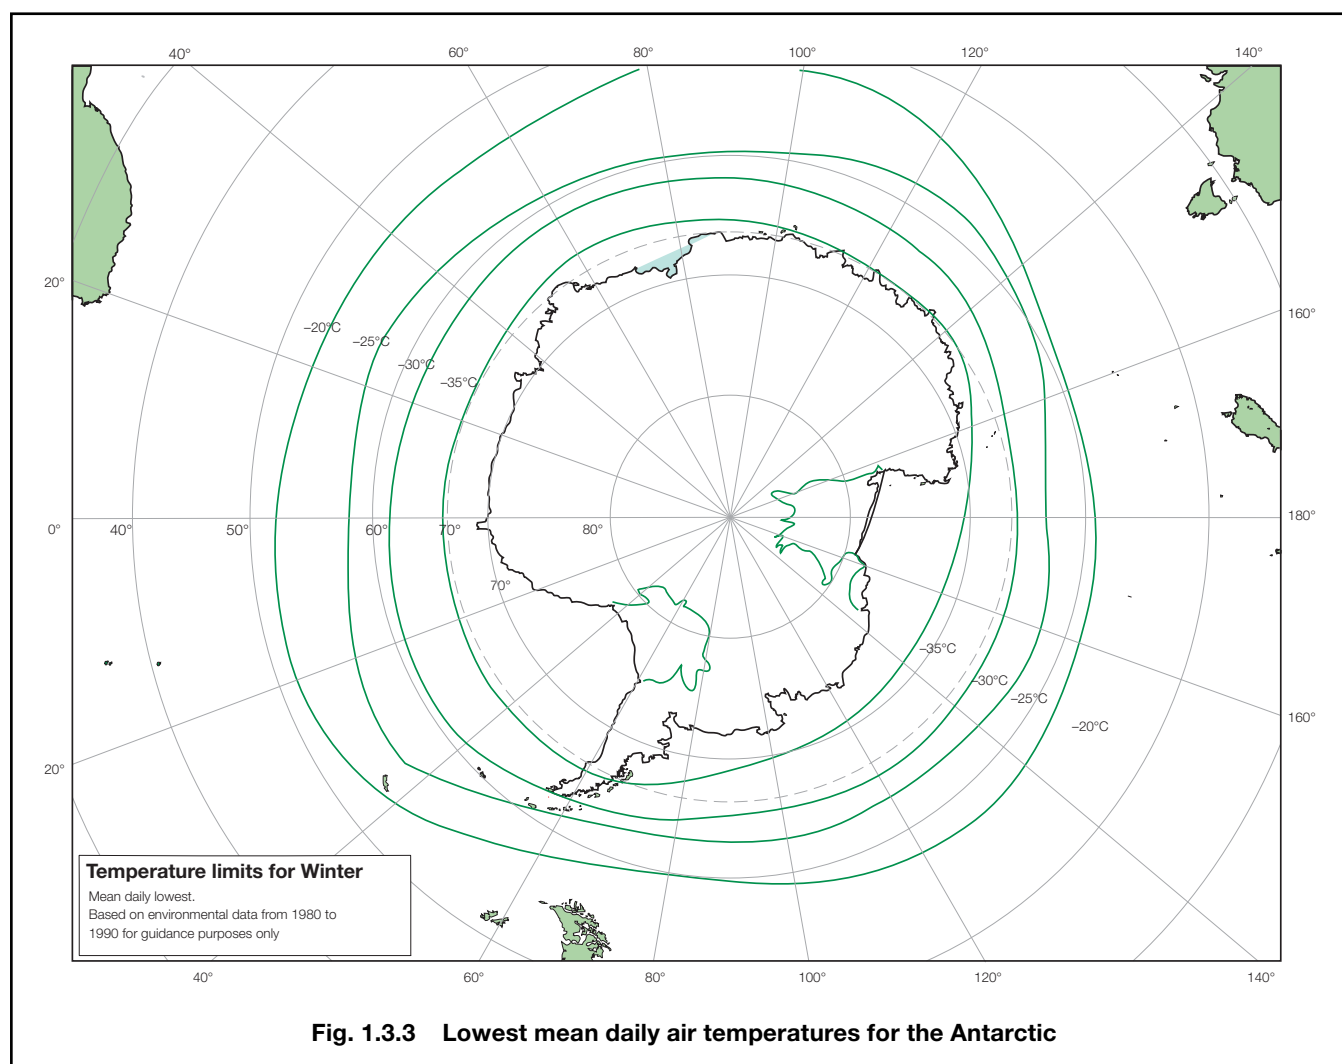 40°
60°
80°
100°
120°
140°
20°
160°
–20°C
–25°C
–30°C
–35°C
0°
40°
50°
60°
70°
80°
180°
70°
–35°C
–30°C
–25°C
–20°C
160°
20°
Temperature limits for Winter
Mean daily lowest.
Based on environmental data from 1980 to
1990 for guidance purposes only
40°
60°
80°
100°
120°
140°
Fig. 1.3.3 Lowest mean daily air temperatures for the Antarctic